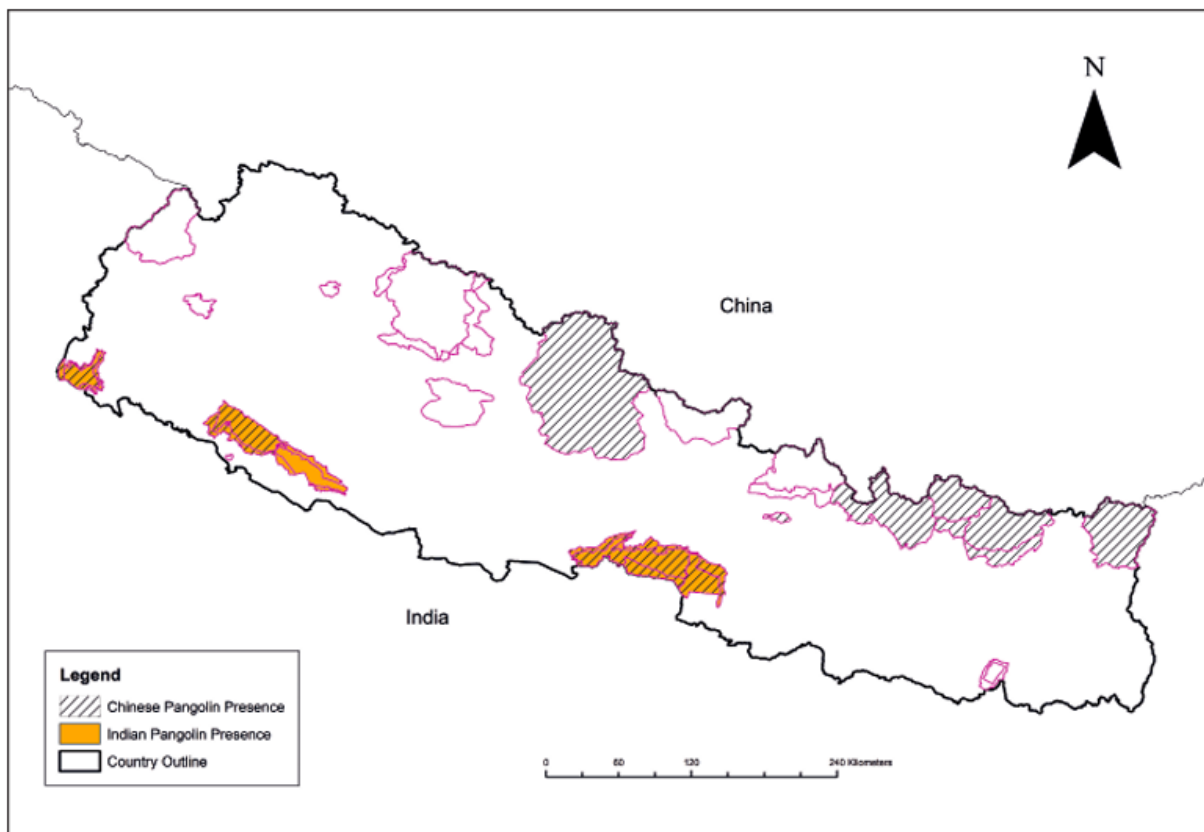 N
China
India
Legend
Chinese Pangolin Presence
Indian Pangolin Presence
Country Outline
0 60 120 240 Kilometers